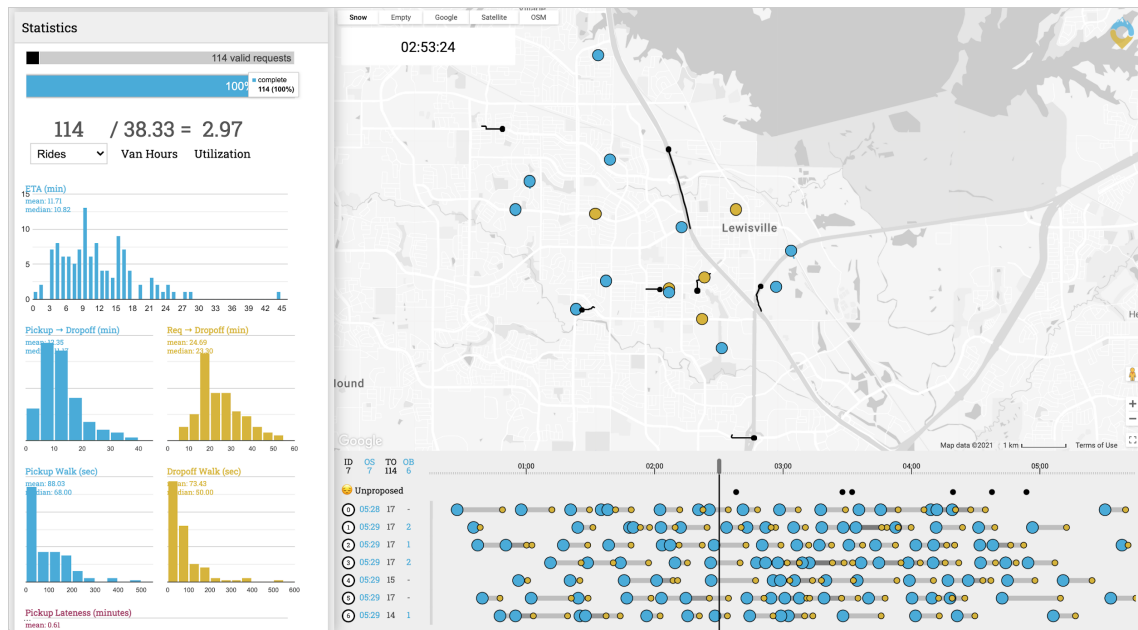 Statistics
114 valid requests
100%
complete
114 (100%)
114 / 38.33 = 2.97
Rides Van Hours Utilization
ETA (min)
mean: 11.71
median: 10.82
15
10
5
0
0 3 6 9 12 15 18 21 24 27 30 33 36 39 42 45
Pickup → Dropoff (min)
mean: 12.35
0 10 20 30 40
Req → Dropoff (min)
mean: 24.69
median: 23.30
0 10 20 30 40 50 60
Pickup Walk (sec)
mean: 88.03
median: 68.00
0 100 200 300 400 500
Dropoff Walk (sec)
mean: 73.43
median: 60.00
0 100 200 300 400 500 600
Pickup Lateness (minutes)
mean: 0.61
Snow Empty Google Satellite OSM
02:53:24
Lewisville
ound
He
Google
Map data ©2021 1 km Terms of Use
ID OS TO OB
7 7 114 6
01:00 02:00 03:00 04:00 05:00
Unproposed
0 05:28 17 -
1 05:29 17 2
2 05:29 17 1
3 05:29 17 2
4 05:29 15 -
5 05:29 17 -
6 05:29 14 1